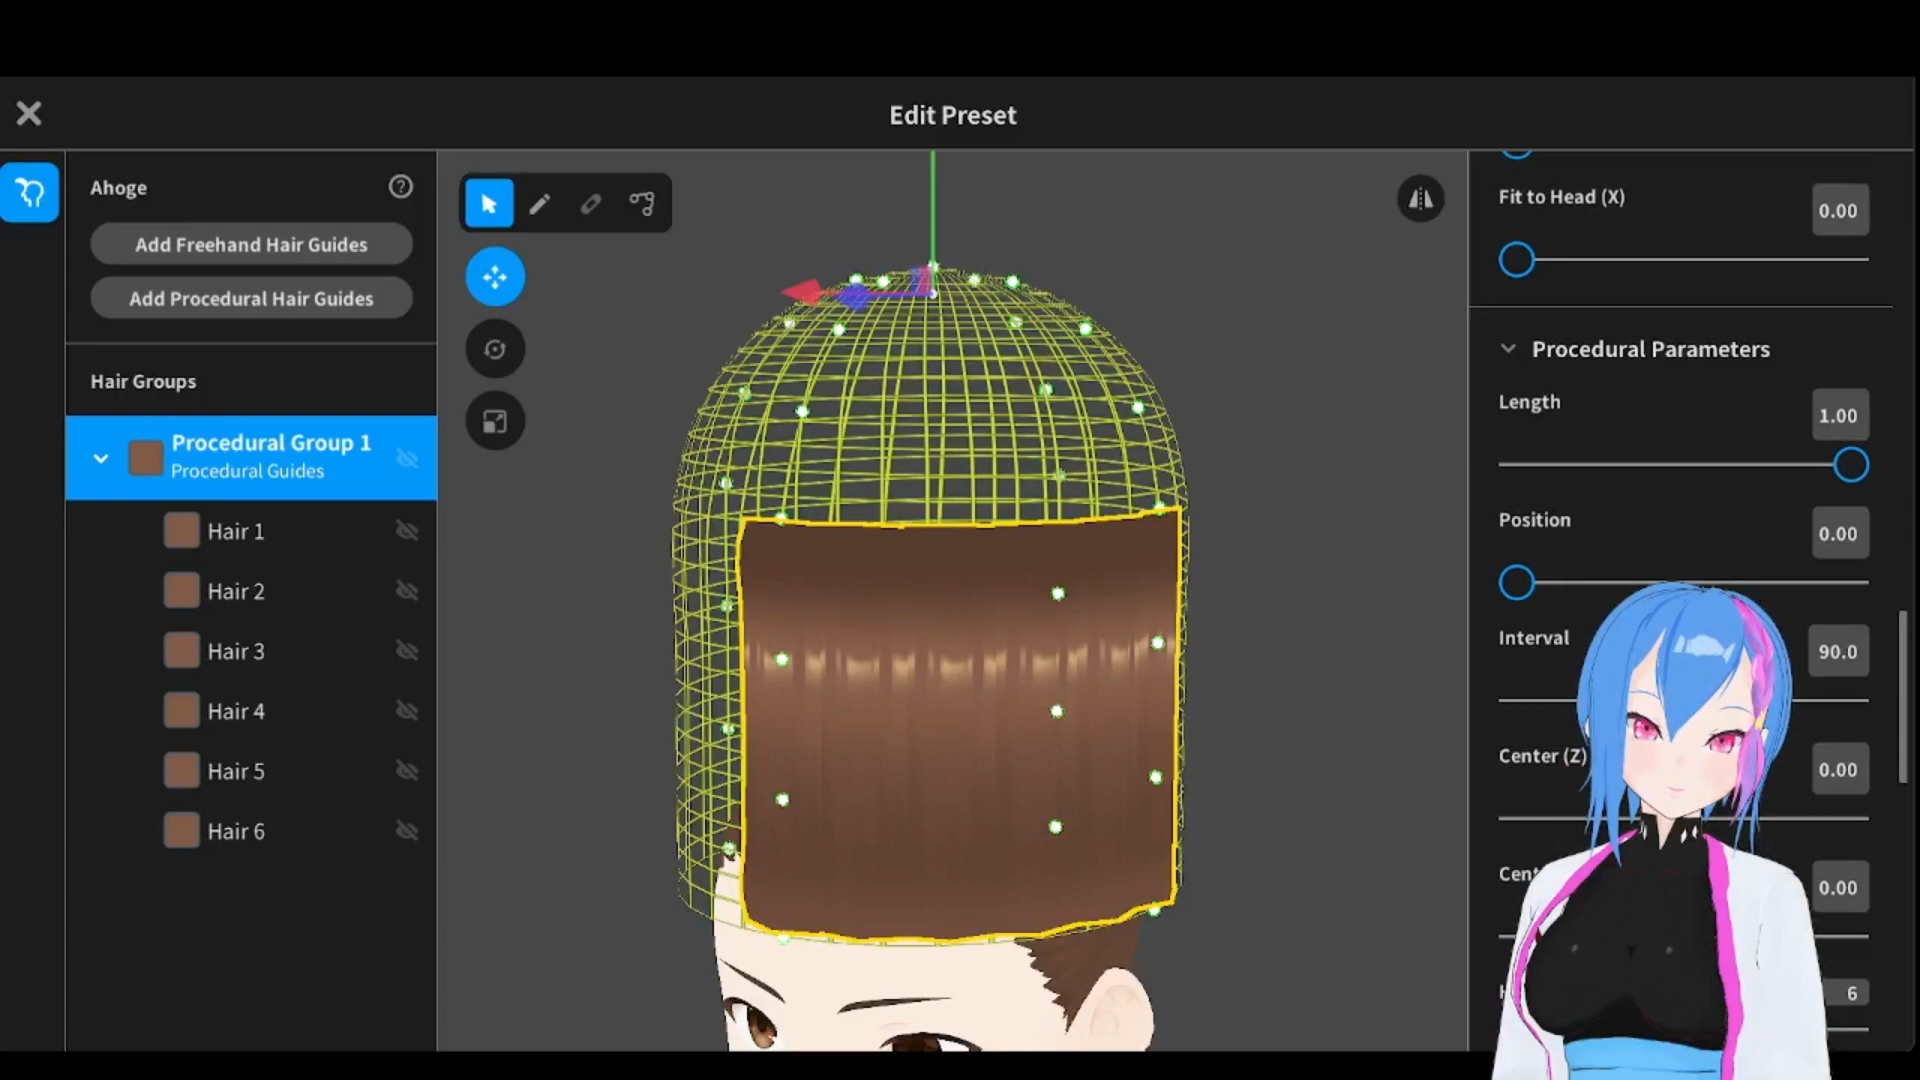 Edit Preset
Ahoge
Add Freehand Hair Guides
Add Procedural Hair Guides
Hair Groups
Procedural Group 1
Procedural Guides
Hair 1
Hair 2
Hair 3
Hair 4
Hair 5
Hair 6
Fit to Head (X)
0.00
Procedural Parameters
Length
1.00
Position
0.00
Interval
90.0
Center (Z)
0.00
0.00
6